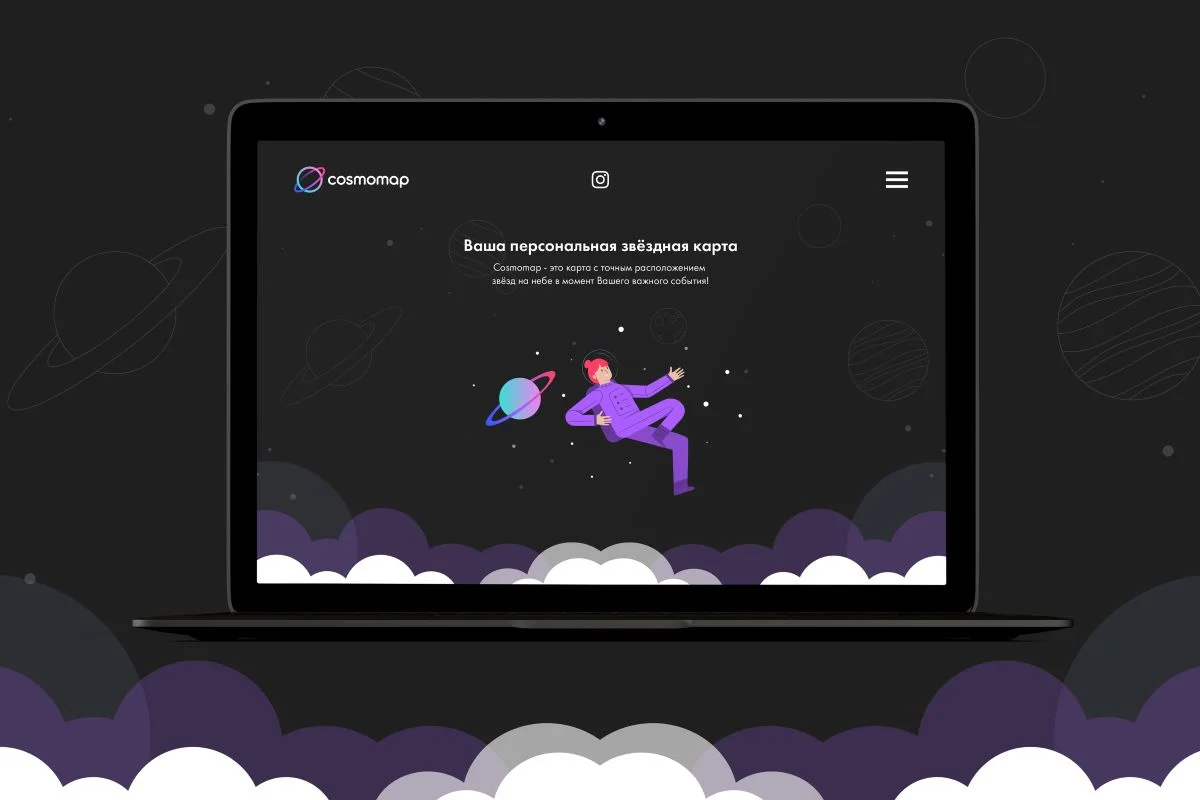 cosmomap
Ваша персональная звёздная карта
Cosmomap - это карта с точным расположением
звёзд на небе в момент Вашего важного события!